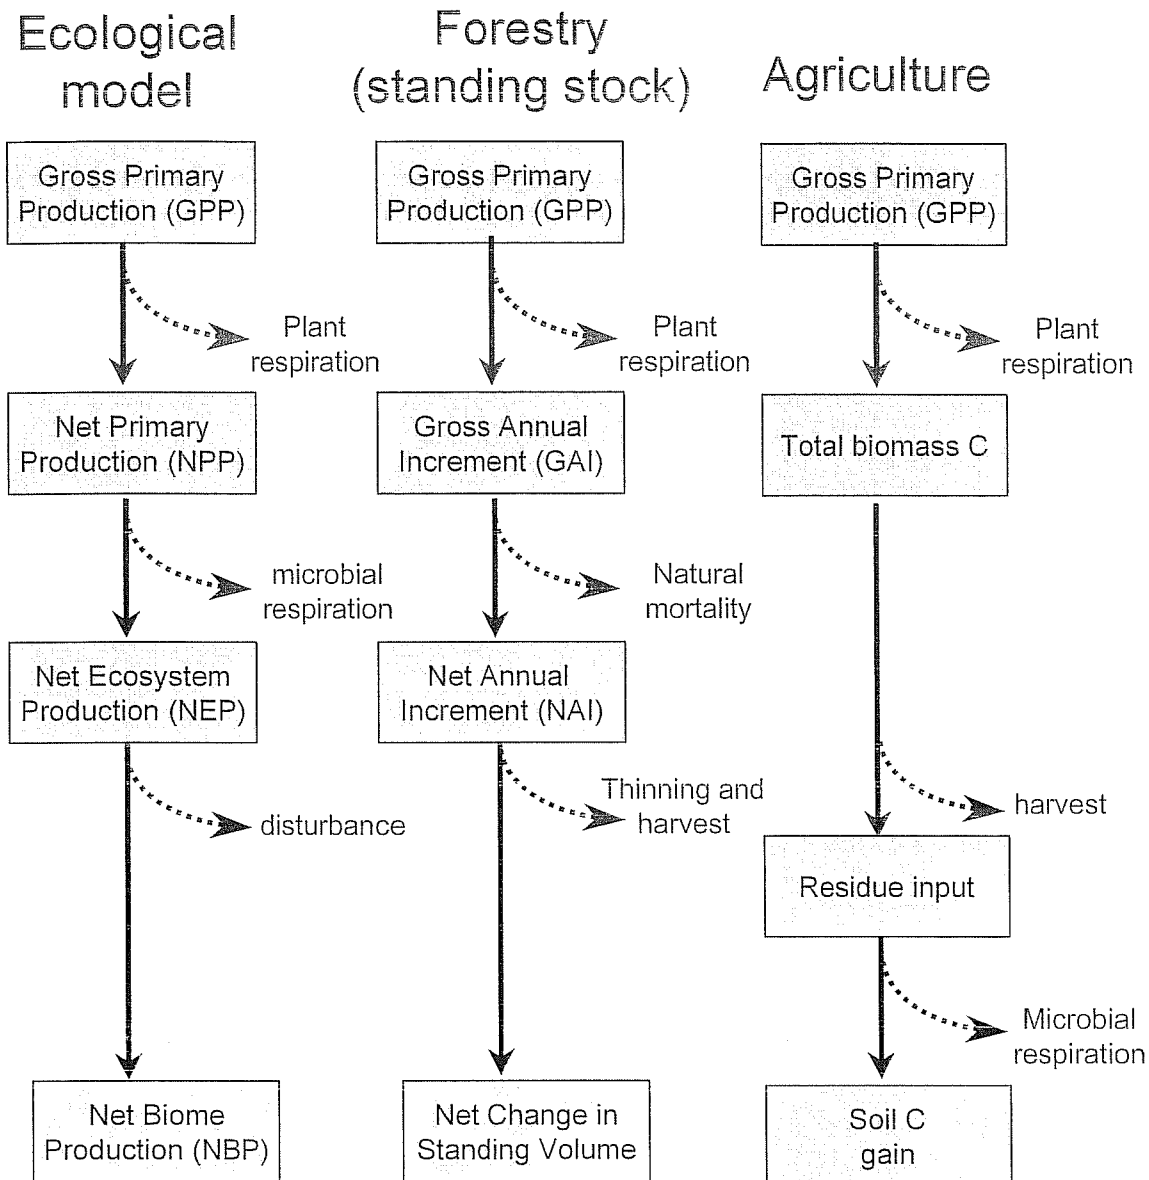 Ecological
model
Forestry
(standing stock)
Agriculture
Gross Primary
Production (GPP)
Plant
respiration
Net Primary
Production (NPP)
microbial
respiration
Net Ecosystem
Production (NEP)
disturbance
Net Biome
Production (NBP)
Gross Primary
Production (GPP)
Plant
respiration
Gross Annual
Increment (GAI)
Natural
mortality
Net Annual
Increment (NAI)
Thinning and
harvest
Net Change in
Standing Volume
Gross Primary
Production (GPP)
Plant
respiration
Total biomass C
harvest
Residue input
Microbial
respiration
Soil C
gain